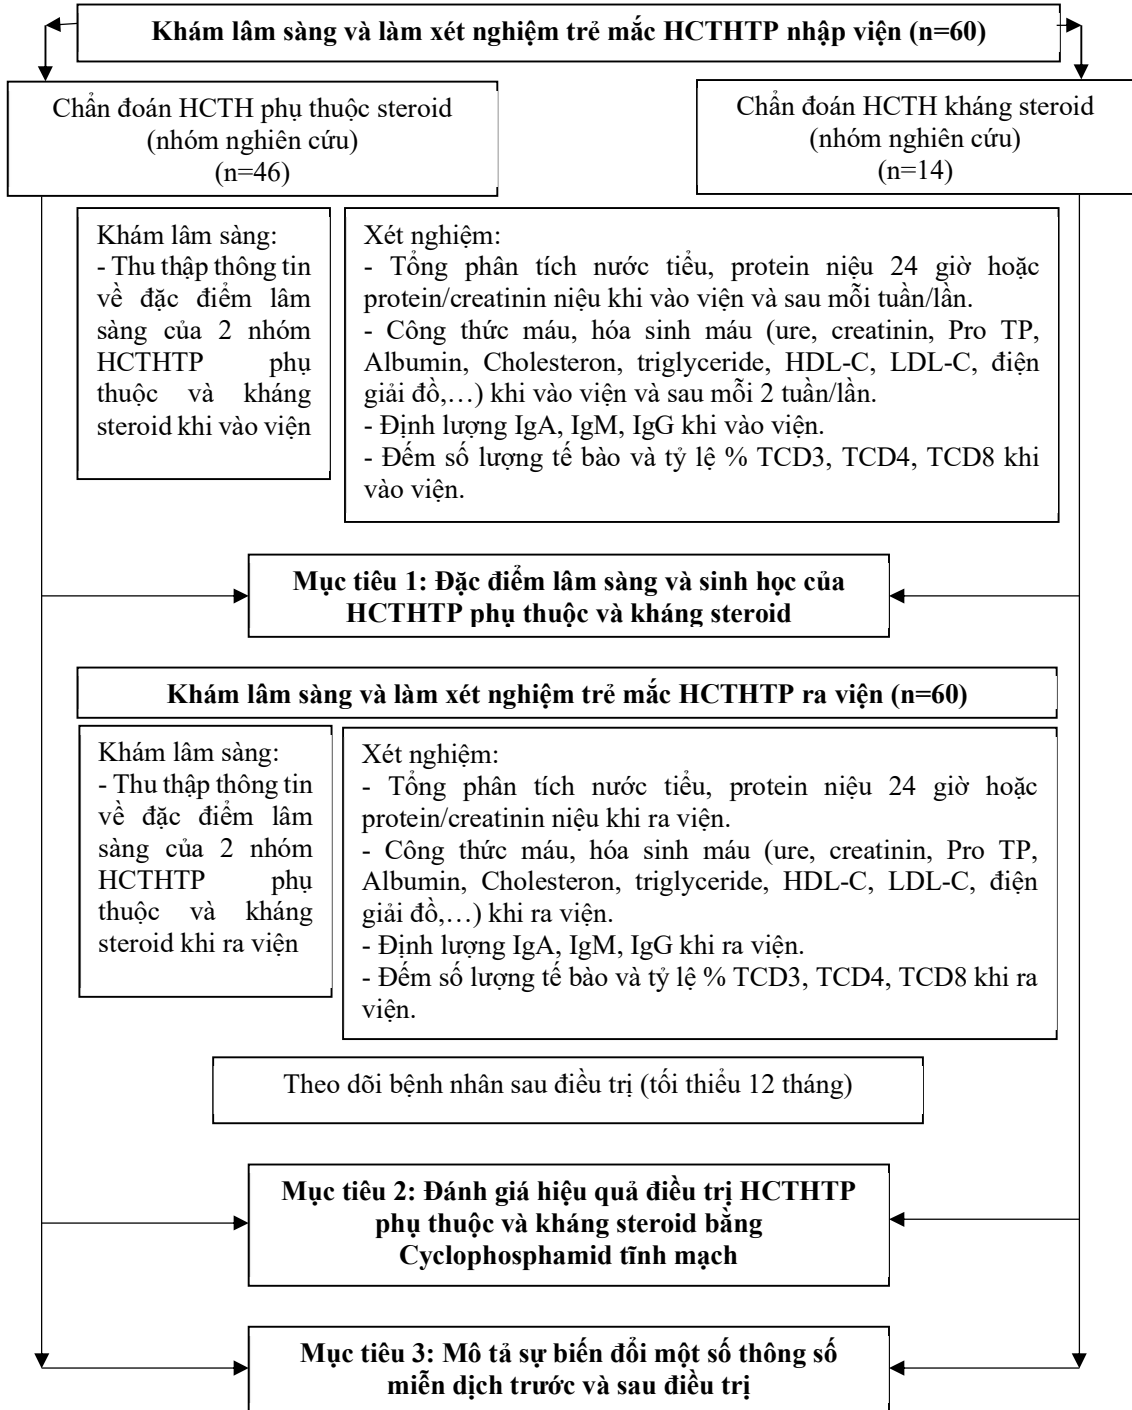 Khám lâm sàng và làm xét nghiệm trẻ mắc HCTHTP nhập viện (n=60)
Chẩn đoán HCTH phụ thuộc steroid
(nhóm nghiên cứu)
(n=46)
Chẩn đoán HCTH kháng steroid
(nhóm nghiên cứu)
(n=14)
Khám lâm sàng:
- Thu thập thông tin
về đặc điểm lâm
sàng của 2 nhóm
HCTHTP phụ
thuộc và kháng
steroid khi vào viện
Xét nghiệm:
- Tổng phân tích nước tiểu, protein niệu 24 giờ hoặc
protein/creatinin niệu khi vào viện và sau mỗi tuần/lần.
- Công thức máu, hóa sinh máu (ure, creatinin, Pro TP,
Albumin, Cholesteron, triglyceride, HDL-C, LDL-C, điện
giải đồ,…) khi vào viện và sau mỗi 2 tuần/lần.
- Định lượng IgA, IgM, IgG khi vào viện.
- Đếm số lượng tế bào và tỷ lệ % TCD3, TCD4, TCD8 khi
vào viện.
Mục tiêu 1: Đặc điểm lâm sàng và sinh học của
HCTHTP phụ thuộc và kháng steroid
Khám lâm sàng và làm xét nghiệm trẻ mắc HCTHTP ra viện (n=60)
Khám lâm sàng:
- Thu thập thông tin
về đặc điểm lâm
sàng của 2 nhóm
HCTHTP phụ
thuộc và kháng
steroid khi ra viện
Xét nghiệm:
- Tổng phân tích nước tiểu, protein niệu 24 giờ hoặc
protein/creatinin niệu khi ra viện.
- Công thức máu, hóa sinh máu (ure, creatinin, Pro TP,
Albumin, Cholesteron, triglyceride, HDL-C, LDL-C, điện
giải đồ,…) khi ra viện.
- Định lượng IgA, IgM, IgG khi ra viện.
- Đếm số lượng tế bào và tỷ lệ % TCD3, TCD4, TCD8 khi ra
viện.
Theo dõi bệnh nhân sau điều trị (tối thiểu 12 tháng)
Mục tiêu 2: Đánh giá hiệu quả điều trị HCTHTP
phụ thuộc và kháng steroid bằng
Cyclophosphamid tĩnh mạch
Mục tiêu 3: Mô tả sự biến đổi một số thông số
miễn dịch trước và sau điều trị